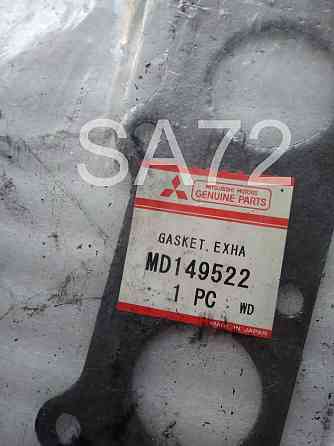 SA72
MITSUBISHI MOTORS
GENUINE PARTS
GASKET.EXHA
MD149522
1 PC WD
MADE IN JAPAN